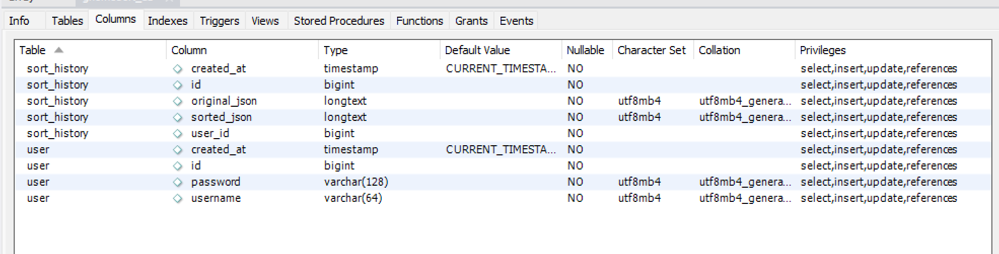 Info Tables Columns Indexes Triggers Views Stored Procedures Functions Grants Events
Table Column Type Default Value Nullable Character Set Collation Privileges
sort_history created_at timestamp CURRENT_TIMESTA... NO select,insert,update,references
sort_history id bigint NO select,insert,update,references
sort_history original_json longtext NO utf8mb4 utf8mb4_genera... select,insert,update,references
sort_history sorted_json longtext NO utf8mb4 utf8mb4_genera... select,insert,update,references
sort_history user_id bigint NO select,insert,update,references
user created_at timestamp CURRENT_TIMESTA... NO select,insert,update,references
user id bigint NO select,insert,update,references
user password varchar(128) NO utf8mb4 utf8mb4_genera... select,insert,update,references
user username varchar(64) NO utf8mb4 utf8mb4_genera... select,insert,update,references